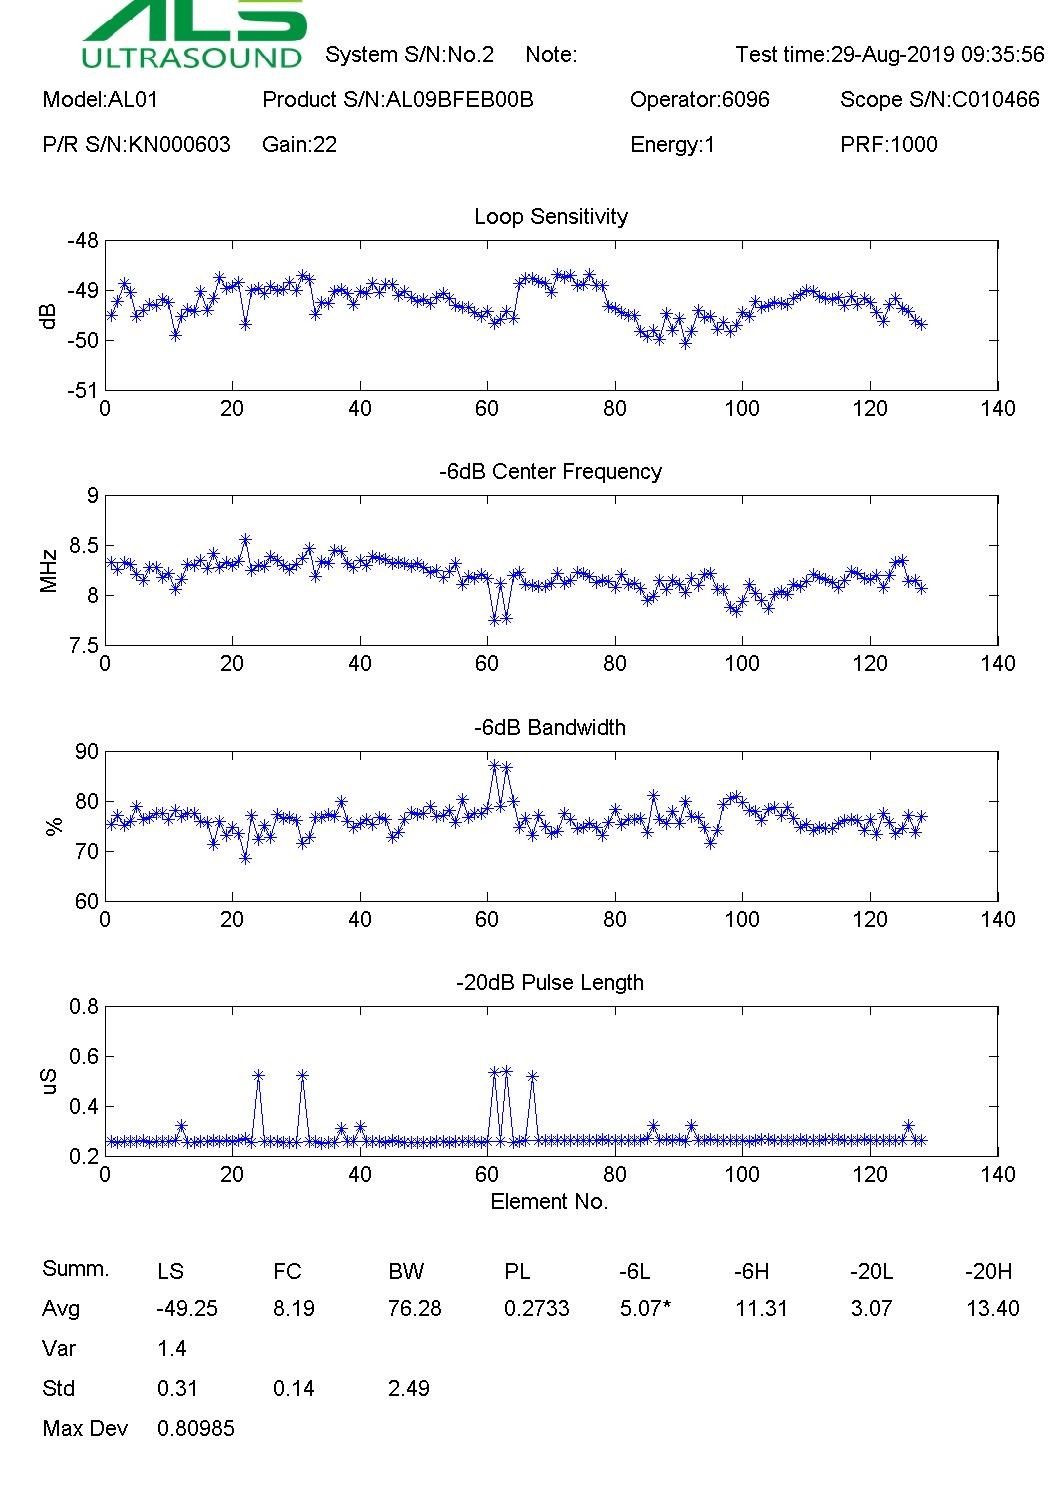 ALS
ULTRASOUND
System S/N:No.2 Note: Test time:29-Aug-2019 09:35:56
Model:AL01 Product S/N:AL09BFEB00B Operator:6096 Scope S/N:C010466
P/R S/N:KN000603 Gain:22 Energy:1 PRF:1000
Loop Sensitivity
-48
-49
dB
-50
-51
0 20 40 60 80 100 120 140
-6dB Center Frequency
9
8.5
MHz
8
7.5
0 20 40 60 80 100 120 140
-6dB Bandwidth
90
80
%
70
60
0 20 40 60 80 100 120 140
-20dB Pulse Length
0.8
0.6
uS
0.4
0.2
0 20 40 60 80 100 120 140
Element No.
Summ. LS FC BW PL -6L -6H -20L -20H
Avg -49.25 8.19 76.28 0.2733 5.07* 11.31 3.07 13.40
Var 1.4
Std 0.31 0.14 2.49
Max Dev 0.80985